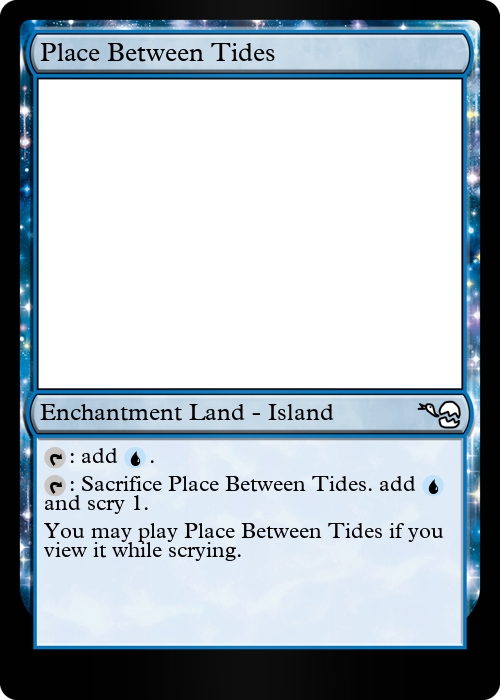 Place Between Tides
Enchantment Land - Island
: add .
: Sacrifice Place Between Tides. add
and scry 1.
You may play Place Between Tides if you
view it while scrying.